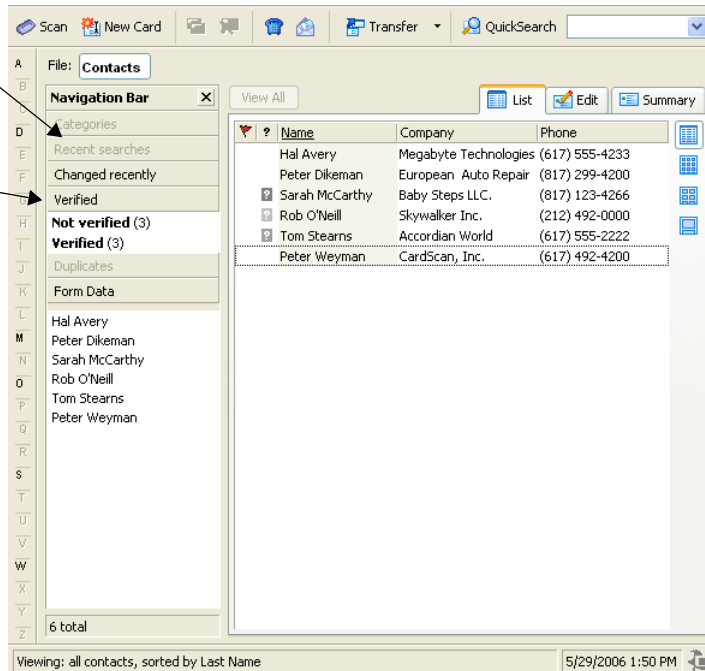 Scan New Card Transfer QuickSearch
File: Contacts
A
B
C
D
E
F
G
H
I
J
K
L
M
N
O
P
Q
R
S
T
U
V
W
X
Y
Z
Navigation Bar
Categories
Recent searches
Changed recently
Verified
Not verified (3)
Verified (3)
Duplicates
Form Data
Hal Avery
Peter Dikeman
Sarah McCarthy
Rob O'Neill
Tom Stearns
Peter Weyman
6 total
View All List Edit Summary
? Name Company Phone
Hal Avery Megabyte Technologies (617) 555-4233
Peter Dikeman European Auto Repair (817) 299-4200
? Sarah McCarthy Baby Steps LLC. (817) 123-4266
? Rob O'Neill Skywalker Inc. (212) 492-0000
? Tom Stearns Accordian World (617) 555-2222
Peter Weyman CardScan, Inc. (617) 492-4200
Viewing: all contacts, sorted by Last Name 5/29/2006 1:50 PM